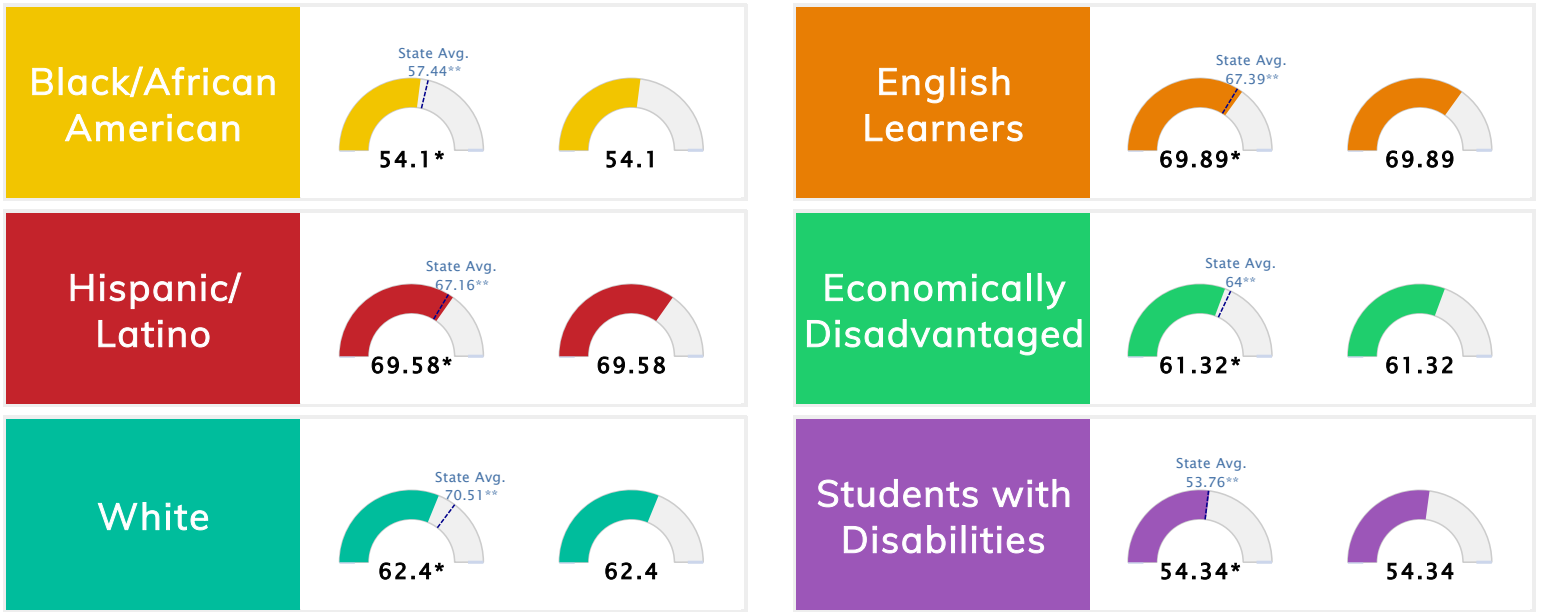 Black/African
American
State Avg.
57.44**
54.1*
54.1
English
Learners
State Avg.
67.39**
69.89*
69.89
Hispanic/
Latino
State Avg.
67.16**
69.58*
69.58
Economically
Disadvantaged
State Avg.
64**
61.32*
61.32
White
State Avg.
70.51**
62.4*
62.4
Students with
Disabilities
State Avg.
53.76**
54.34*
54.34